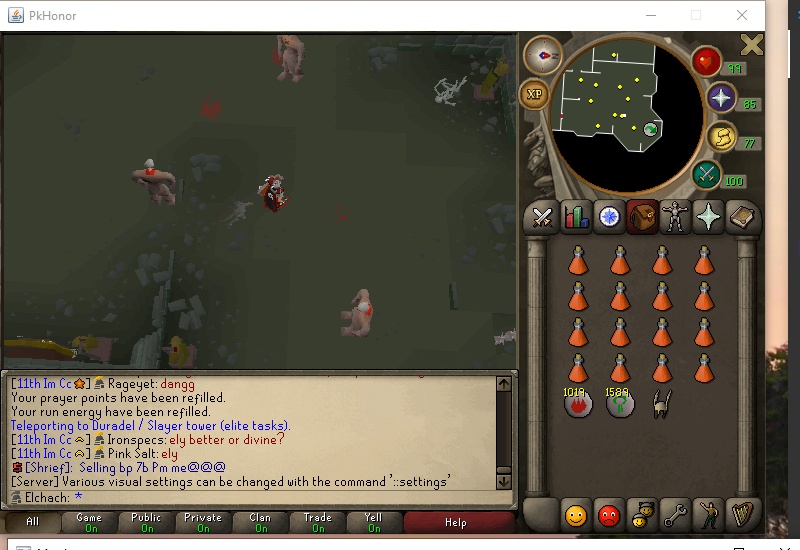 PkHonor
N
99
XP
85
77
100
[11th Im Cc] Rageyet: dangg
Your prayer points have been refilled.
Your run energy have been refilled.
Teleporting to Duradel / Slayer tower (elite tasks).
[11th Im Cc] Ironspecs: ely better or divine?
[11th Im Cc] Pink Salt: ely
[Shrief]: Selling bp 7b Pm me@@@
[Server] Various visual settings can be changed with the command '::settings'
Elchach: *
1019
1589
All
Game
On
Public
On
Private
On
Clan
On
Trade
On
Yell
On
Help